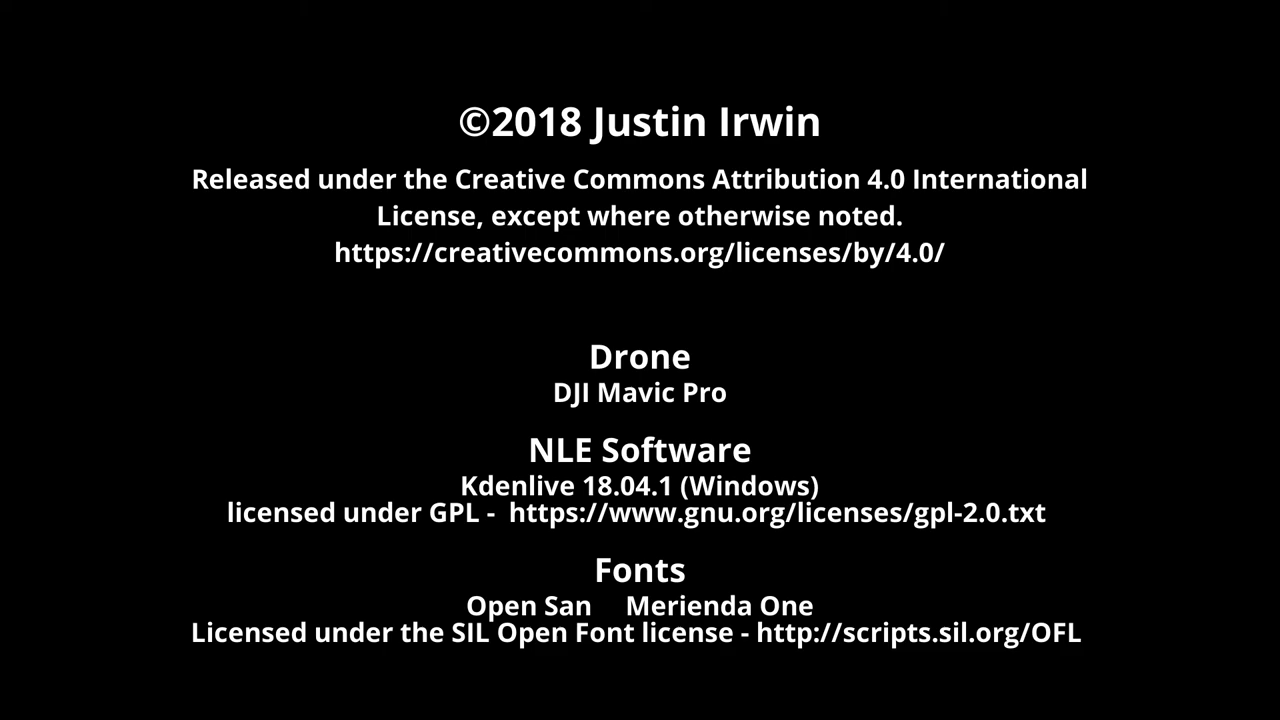 ©2018 Justin Irwin
Released under the Creative Commons Attribution 4.0 International
License, except where otherwise noted.
https://creativecommons.org/licenses/by/4.0/
Drone
DJI Mavic Pro
NLE Software
Kdenlive 18.04.1 (Windows)
licensed under GPL -  https://www.gnu.org/licenses/gpl-2.0.txt
Fonts
Open San     Merienda One
Licensed under the SIL Open Font license - http://scripts.sil.org/OFL